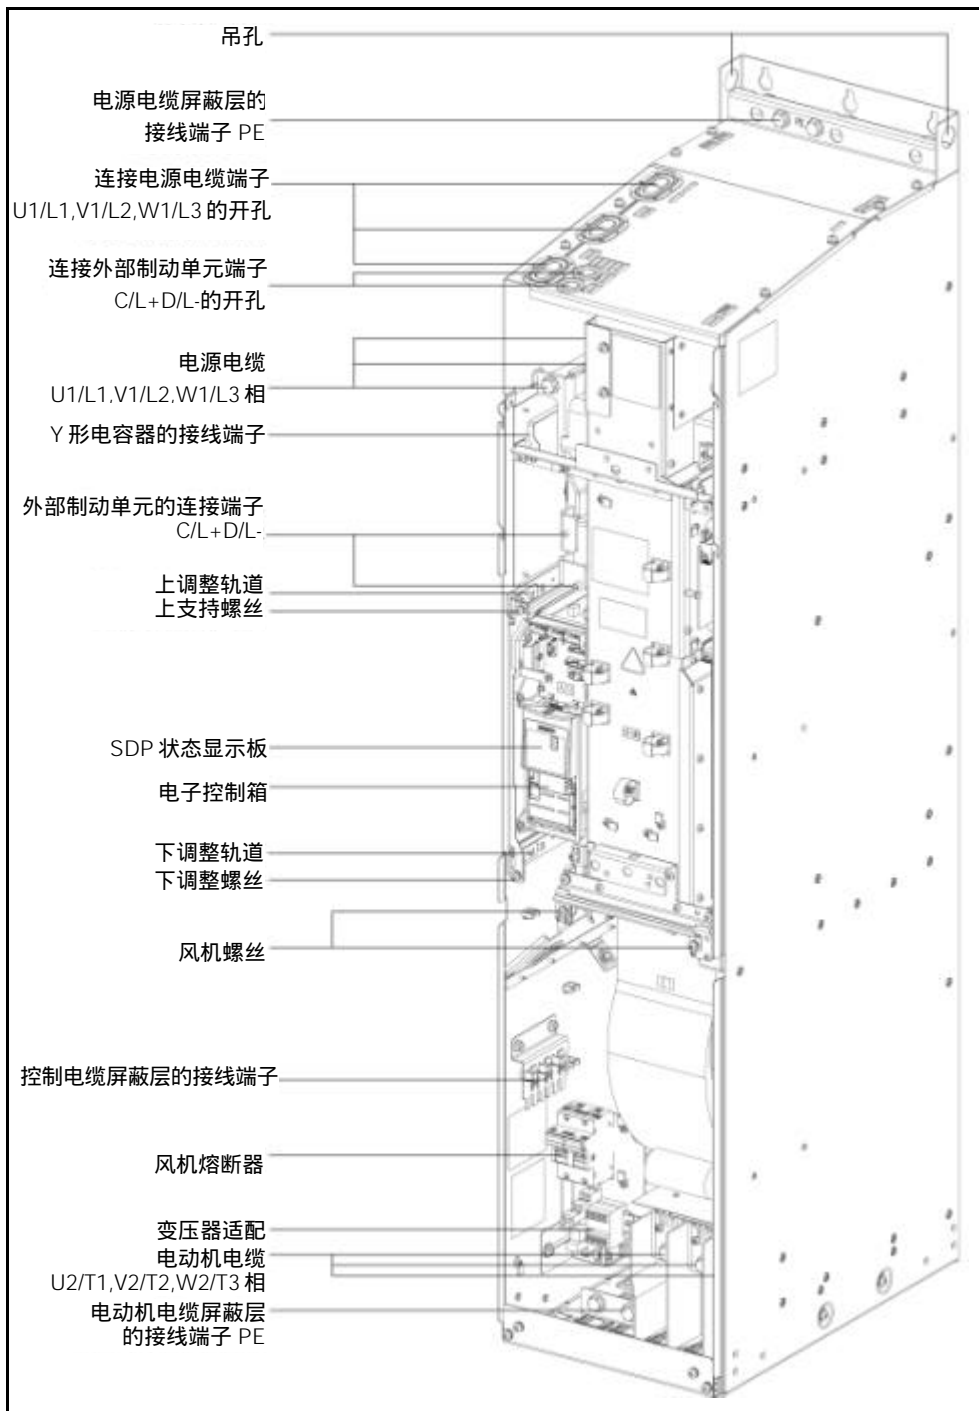 吊孔
电源电缆屏蔽层的
接线端子 PE
连接电源电缆端子
U1/L1,V1/L2,W1/L3 的开孔
连接外部制动单元端子
C/L+D/L-的开孔
电源电缆
U1/L1,V1/L2,W1/L3 相
Y 形电容器的接线端子
外部制动单元的连接端子
C/L+D/L-
上调整轨道
上支持螺丝
SDP 状态显示板
电子控制箱
下调整轨道
下调整螺丝
风机螺丝
控制电缆屏蔽层的接线端子
风机熔断器
变压器适配
电动机电缆
U2/T1,V2/T2,W2/T3 相
电动机电缆屏蔽层
的接线端子 PE